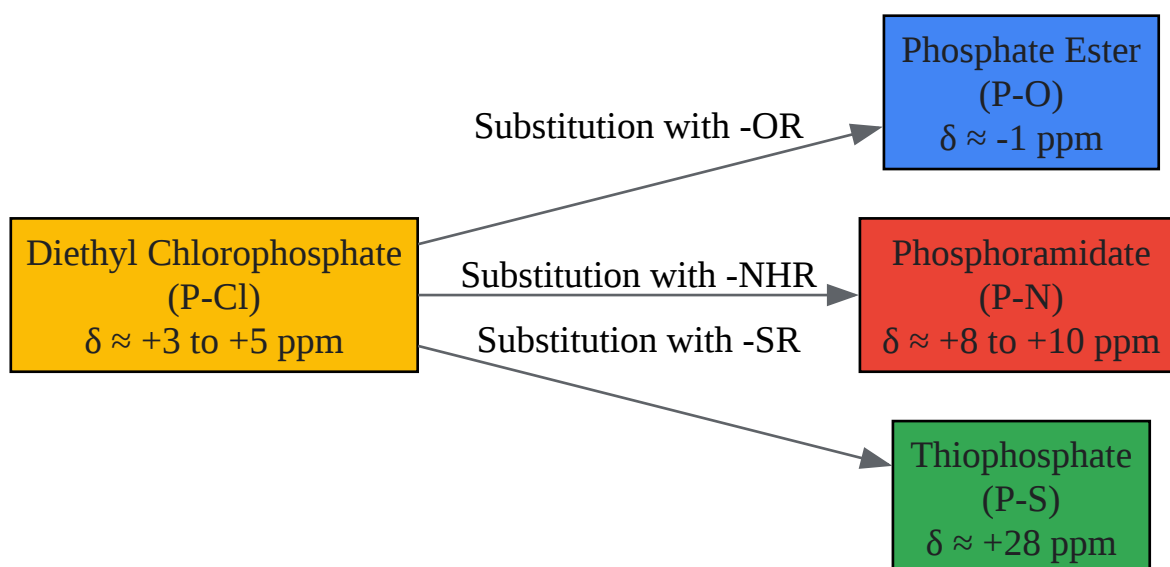 Phosphate Ester
(P-O)
δ ≈ -1 ppm
Substitution with -OR
Diethyl Chlorophosphate
(P-Cl)
δ ≈ +3 to +5 ppm
Substitution with -NHR
Phosphoramidate
(P-N)
δ ≈ +8 to +10 ppm
Substitution with -SR
Thiophosphate
(P-S)
δ ≈ +28 ppm